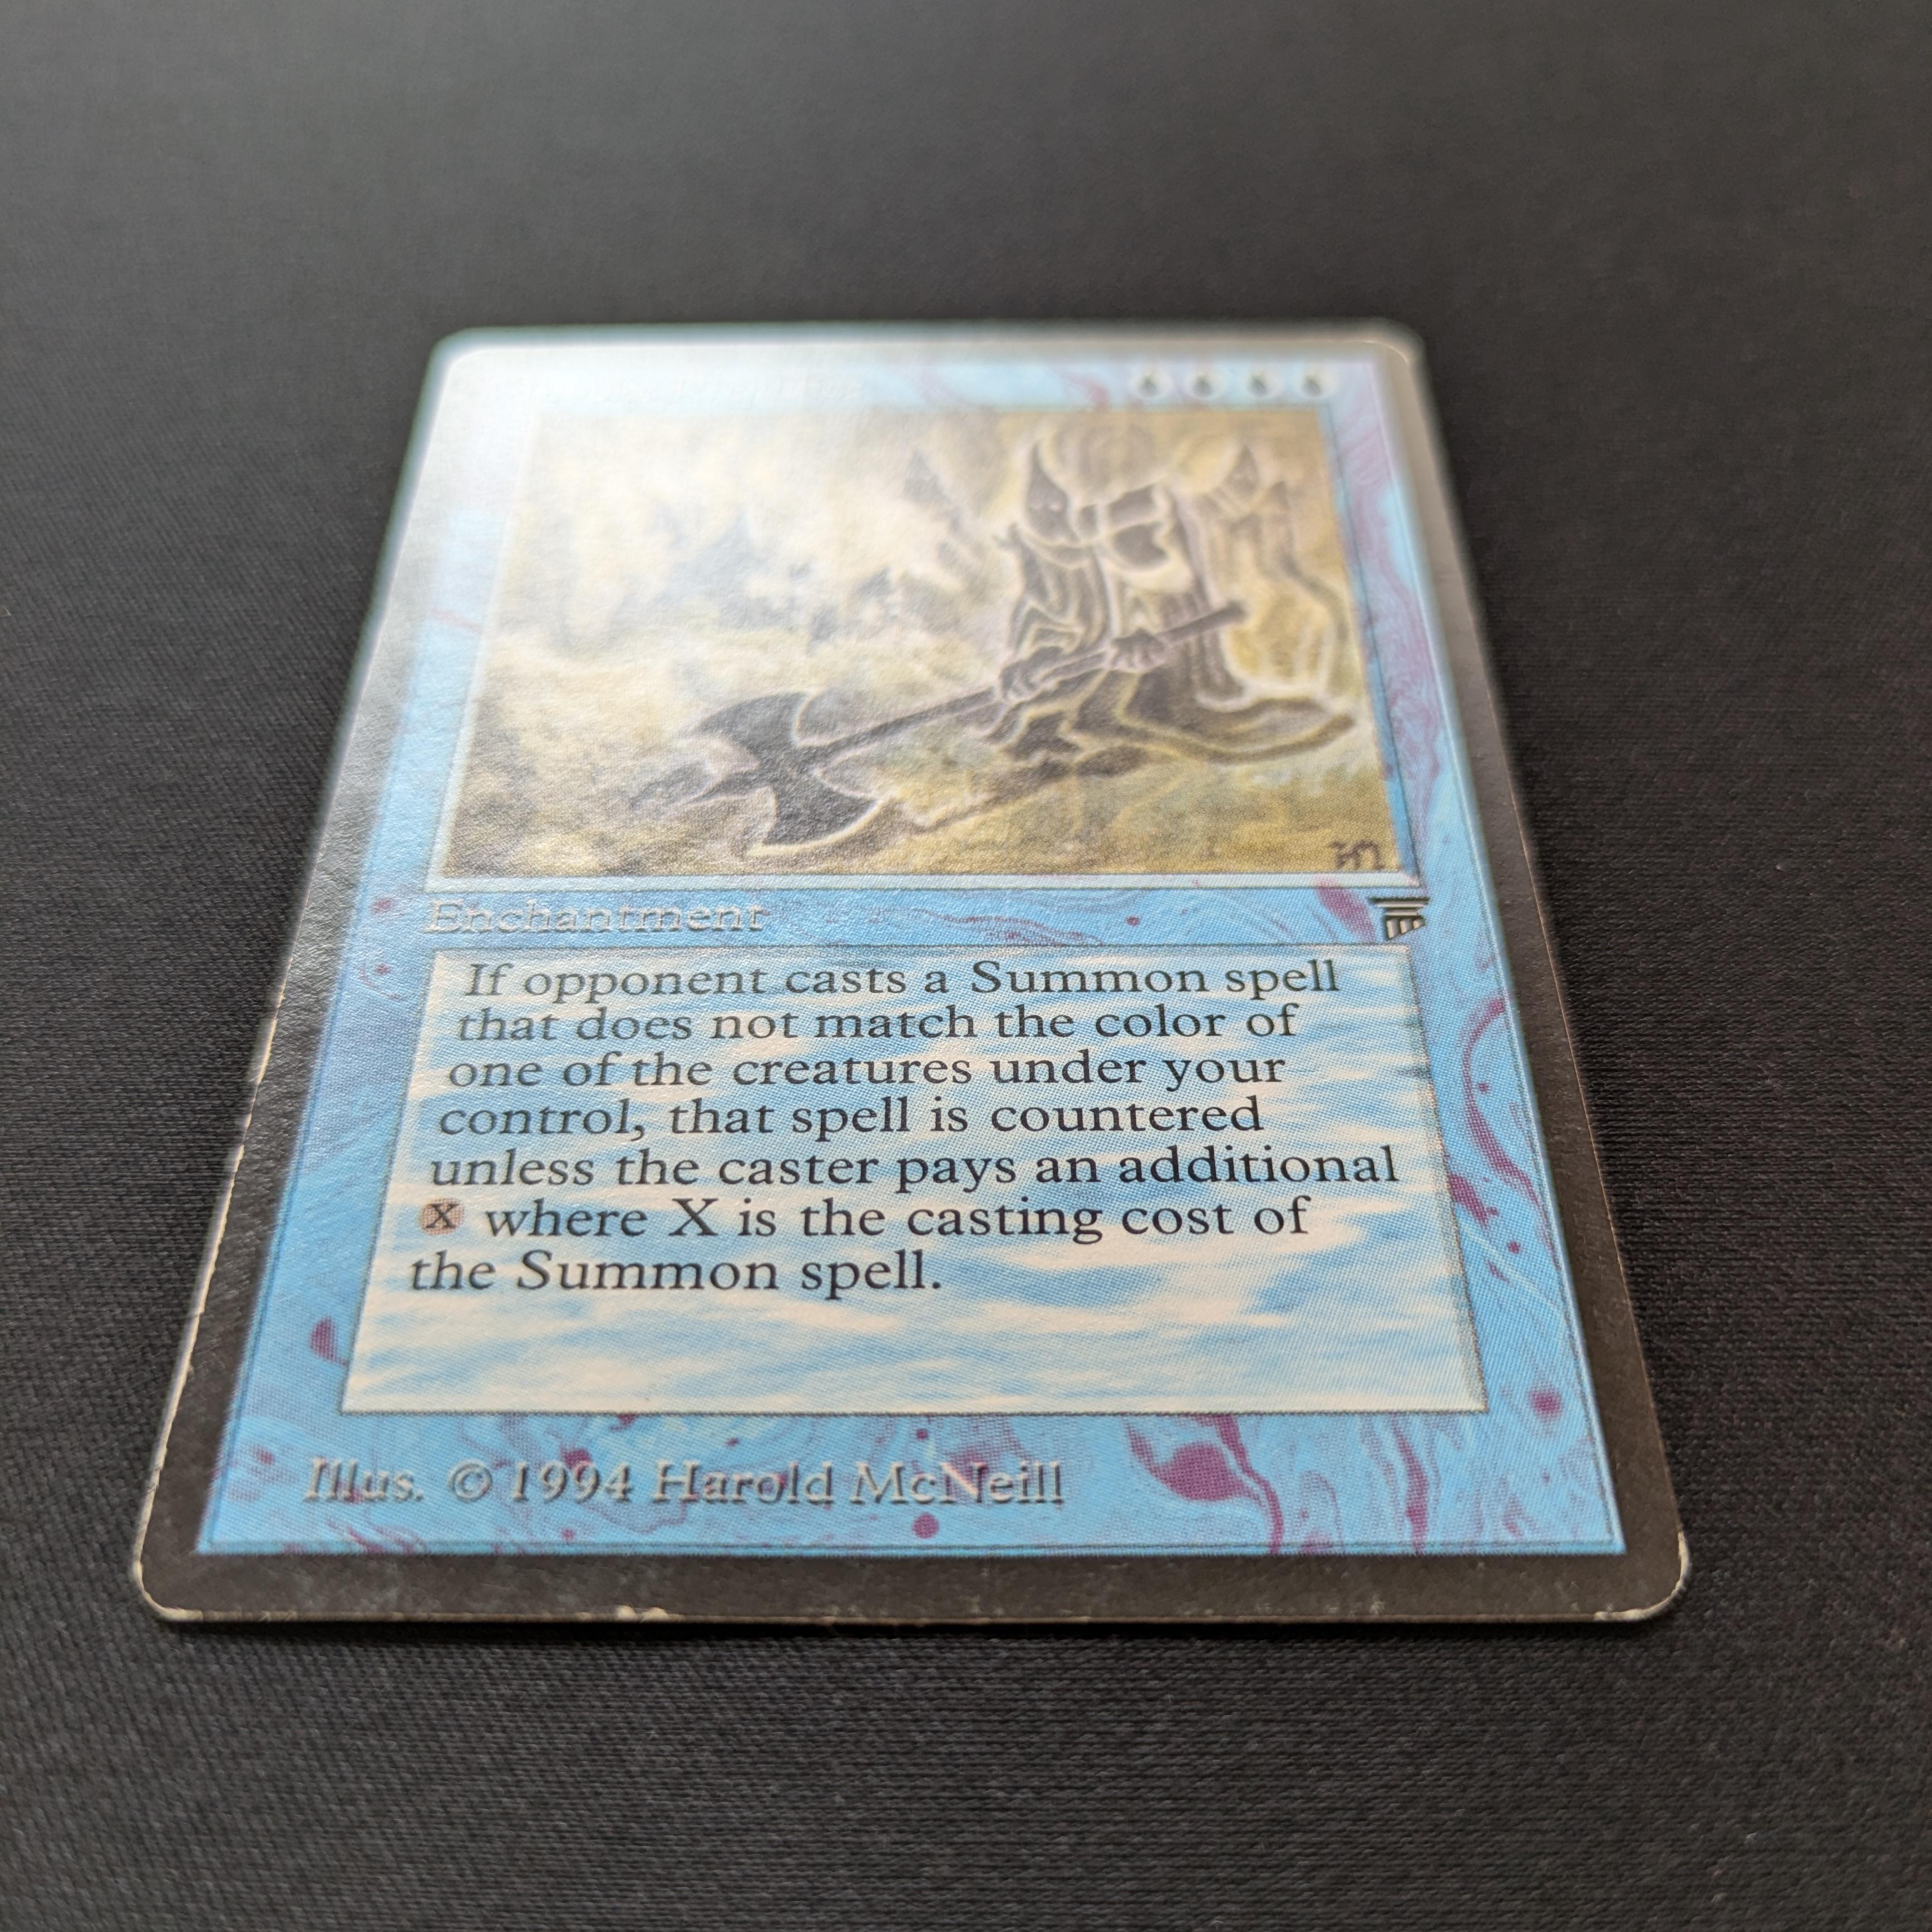 Enchantment
If opponent casts a Summon spell
that does not match the color of
one of the creatures under your
control, that spell is countered
unless the caster pays an additional
X where X is the casting cost of
the Summon spell.
Illus. © 1994 Harold McNeill